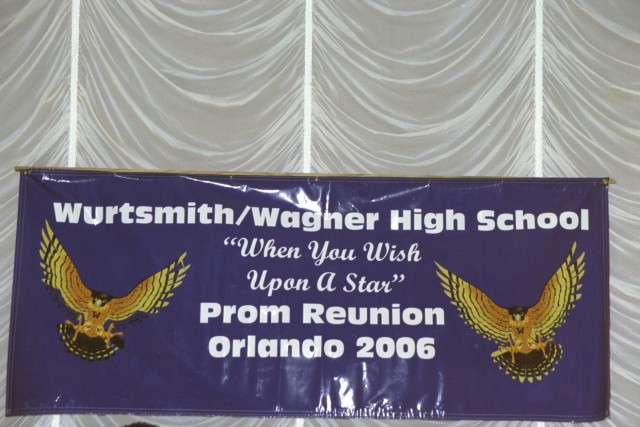 Wurtsmith/Wagner High School
“When You Wish
Upon A Star”
Prom Reunion
Orlando 2006